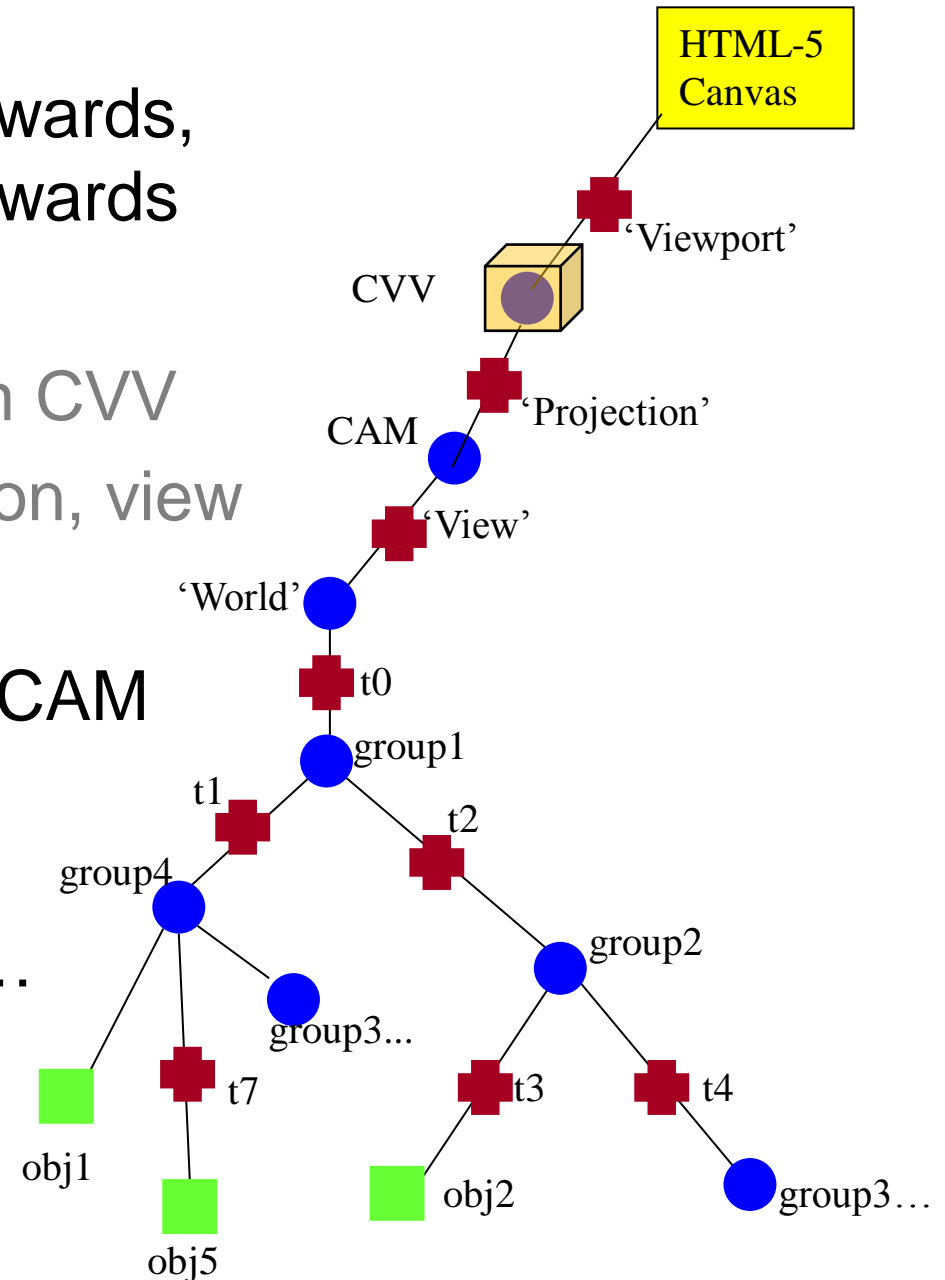 HTML-5
Canvas
wards,
wards
‘Viewport’
CVV
n CVV
‘Projection’
CAM
on, view
‘View’
‘World’
CAM
t0
group1
t1
t2
group4
group2
..
group3...
t7
t3
t4
obj1
obj2
group3…
obj5